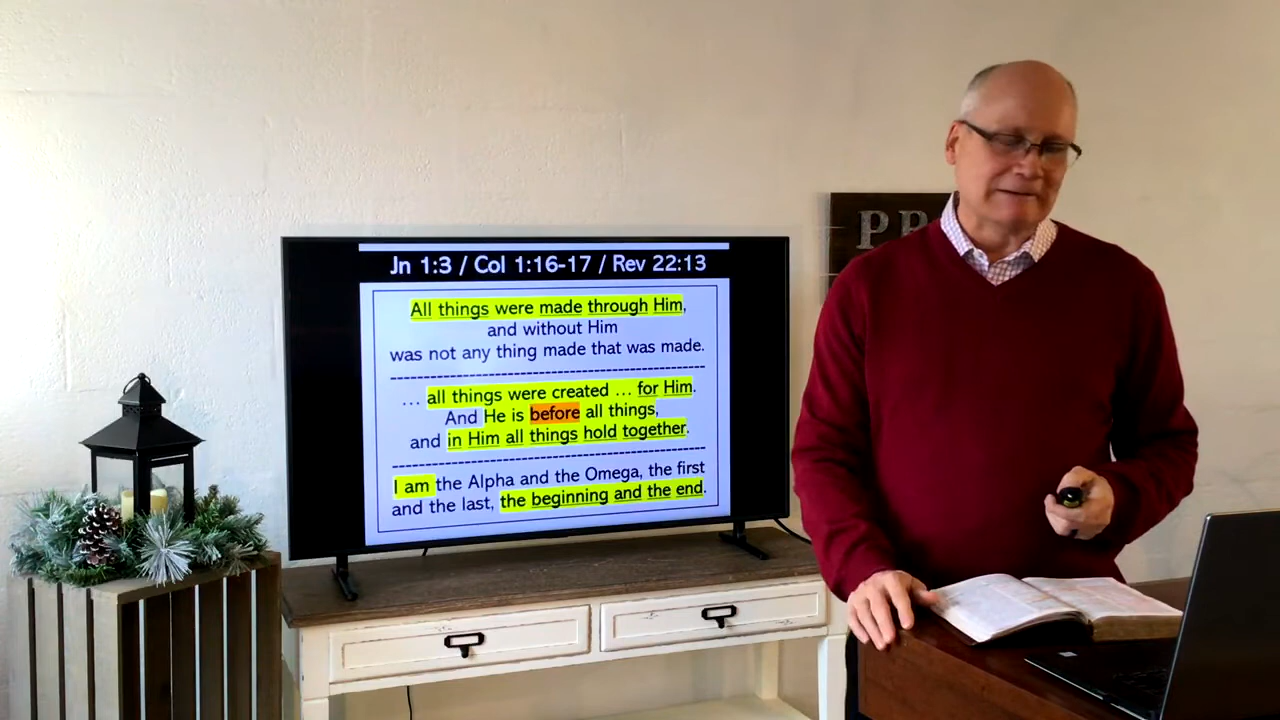 Jn 1:3 / Col 1:16-17 / Rev 22:13
All things were made through Him,
and without Him
was not any thing made that was made.
… all things were created … for Him.
And He is before all things,
and in Him all things hold together.
I am the Alpha and the Omega, the first
and the last, the beginning and the end.